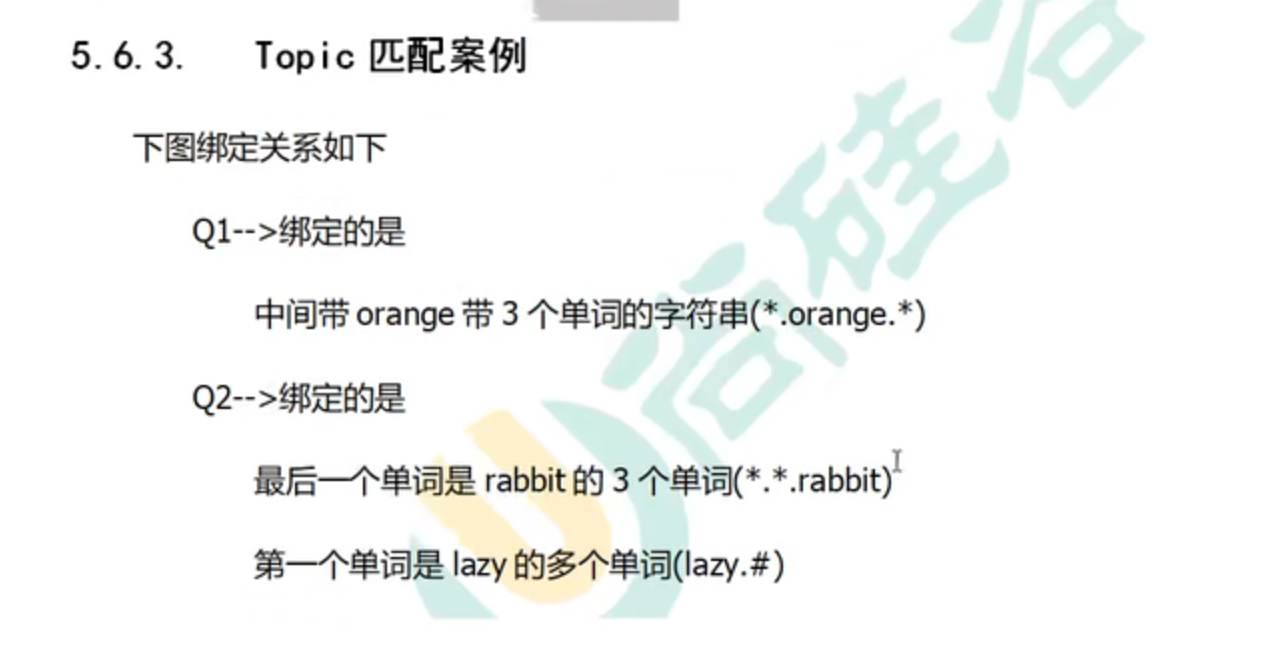 5.6.3. Topic 匹配案例
下图绑定关系如下
Q1-->绑定的是
中间带 orange 带 3 个单词的字符串(*.orange.*)
Q2-->绑定的是
最后一个单词是 rabbit 的 3 个单词(*.*.rabbit)
第一个单词是 lazy 的多个单词(lazy.#)
尚硅谷